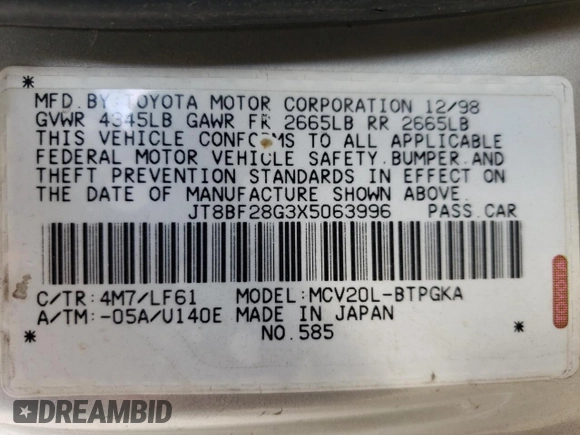 MFD.BY:TOYOTA MOTOR CORPORATION 12/98
GVWR 4345LB GAWR FR 2665LB RR 2665LB
THIS VEHICLE CONFORMS TO ALL APPLICABLE
FEDERAL MOTOR VEHICLE SAFETY.BUMPER.AND
THEFT PREVENTION STANDARDS IN EFFECT ON
THE DATE OF MANUFACTURE SHOWN ABOVE.
JT8BF28G3X5063996 PASS.CAR
C/TR:4M7/LF61 MODEL:MCV20L-BTPGKA
A/TM:-05A/U140E MADE IN JAPAN
NO.585
DREAMBID